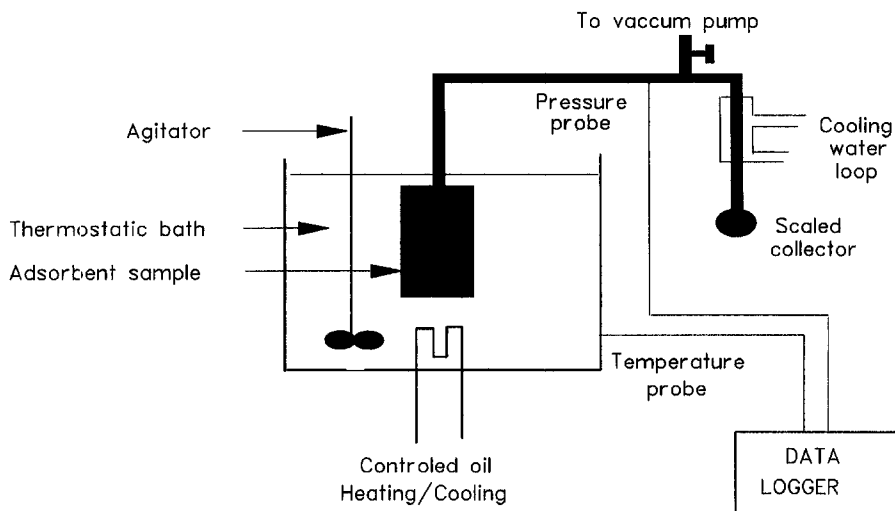 To vaccum pump
Pressure
probe
Agitator
Cooling
water
loop
Thermostatic bath
Scaled
collector
Adsorbent sample
Temperature
probe
Controled oil
Heating/Cooling
DATA
LOGGER